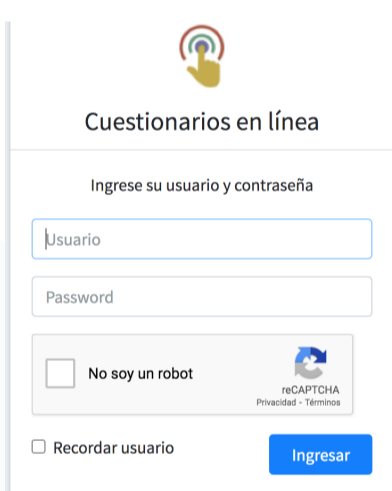 Cuestionarios en línea
Ingrese su usuario y contraseña
Usuario
Password
No soy un robot
reCAPTCHA
Privacidad - Términos
Recordar usuario
Ingresar